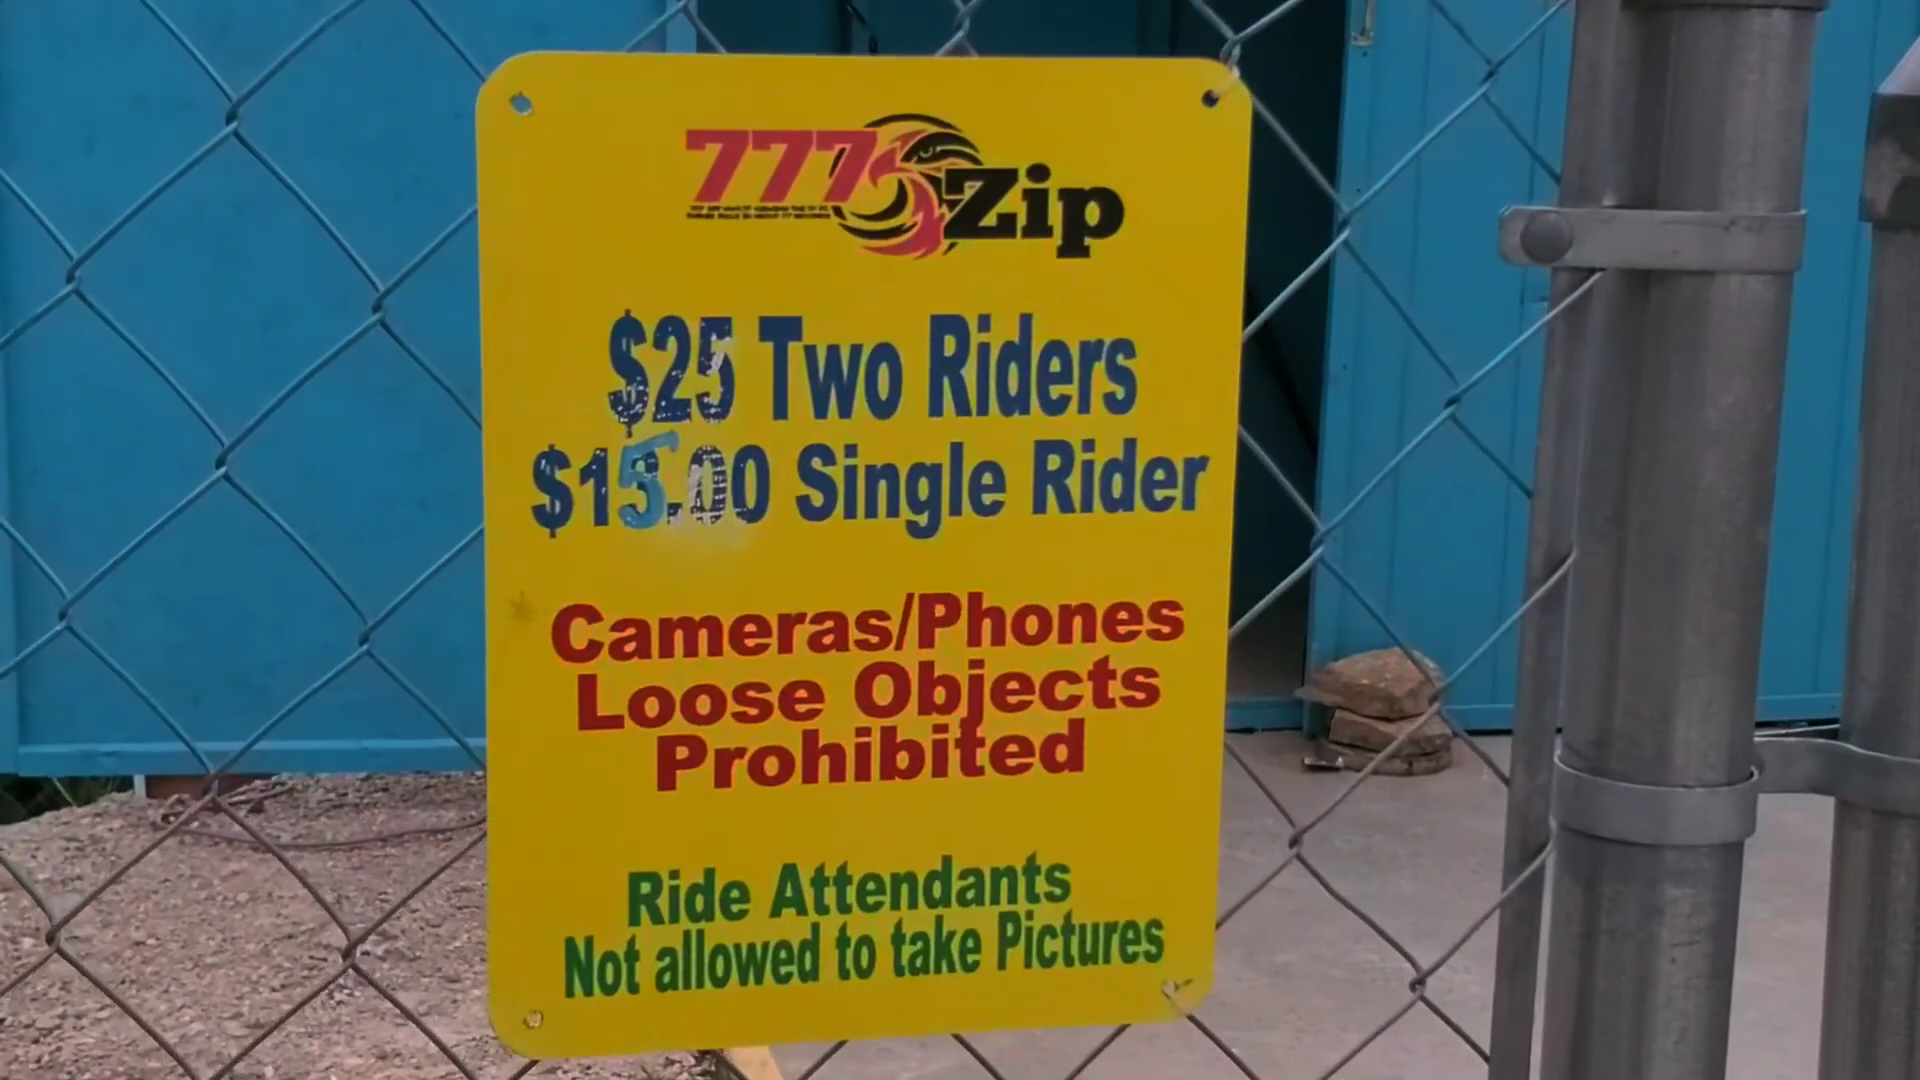 777 Zip
$25 Two Riders
$15.00 Single Rider
Cameras/Phones
Loose Objects
Prohibited
Ride Attendants
Not allowed to take Pictures